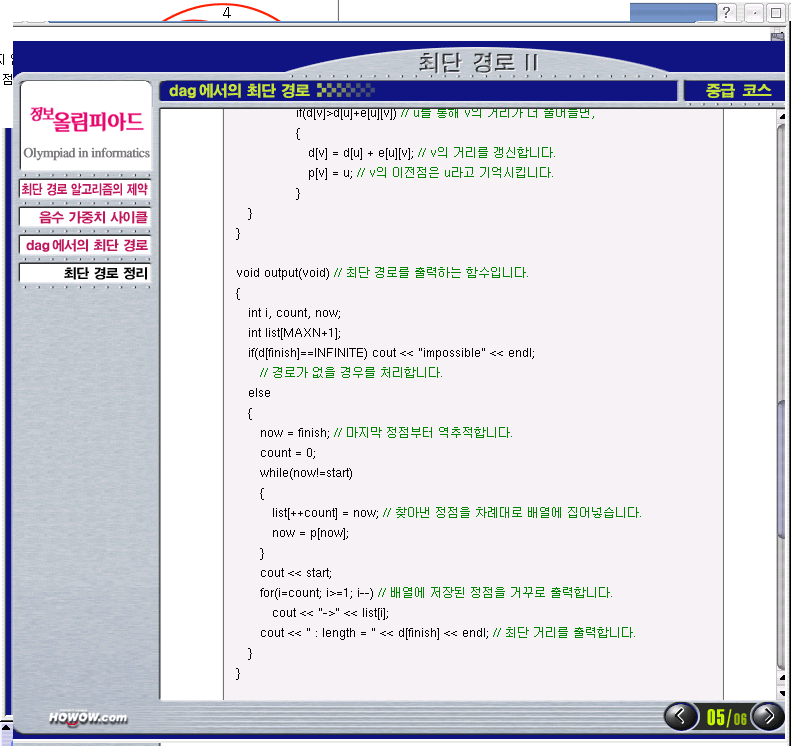 4
?
점
최단 경로 II
dag에서의 최단 경로
중급 코스
정보올림피아드
Olympiad in informatics
최단 경로 알고리즘의 제약
음수 가중치 사이클
dag에서의 최단 경로
최단 경로 정리
if(d[v]>d[u]+e[u][v]) // u를 통해 v의 거리가 더 줄어들면,
{
d[v] = d[u] + e[u][v]; // v의 거리를 갱신합니다.
p[v] = u; // v의 이전점은 u라고 기억시킵니다.
}
}
}
void output(void) // 최단 경로를 출력하는 함수입니다.
{
int i, count, now;
int list[MAXN+1];
if(d[finish]==INFINITE) cout << "impossible" << endl;
// 경로가 없을 경우를 처리합니다.
else
{
now = finish; // 마지막 정점부터 역추적합니다.
count = 0;
while(now!=start)
{
list[++count] = now; // 찾아낸 정점을 차례대로 배열에 집어넣습니다.
now = p[now];
}
cout << start;
for(i=count; i>=1; i--) // 배열에 저장된 정점을 거꾸로 출력합니다.
cout << "->" << list[i];
cout << " : length = " << d[finish] << endl; // 최단 거리를 출력합니다.
}
}
HOWOW.com
05/06